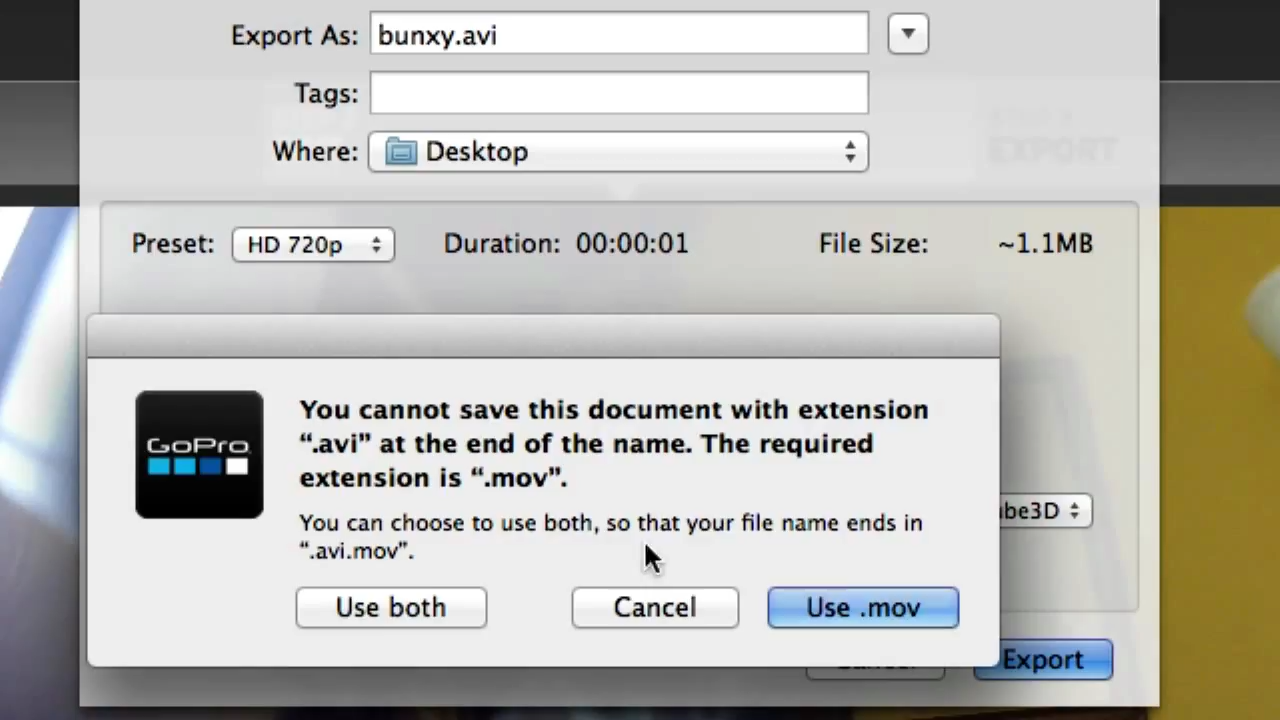 Export As: bunxy.avi
Tags:
Where: Desktop
EXPORT
Preset: HD 720p Duration: 00:00:01 File Size: ~1.1MB
You cannot save this document with extension
“.avi” at the end of the name. The required
extension is “.mov”.
GoPro
You can choose to use both, so that your file name ends in
“.avi.mov”.
ube3D
Use both Cancel Use .mov
Cancel Export